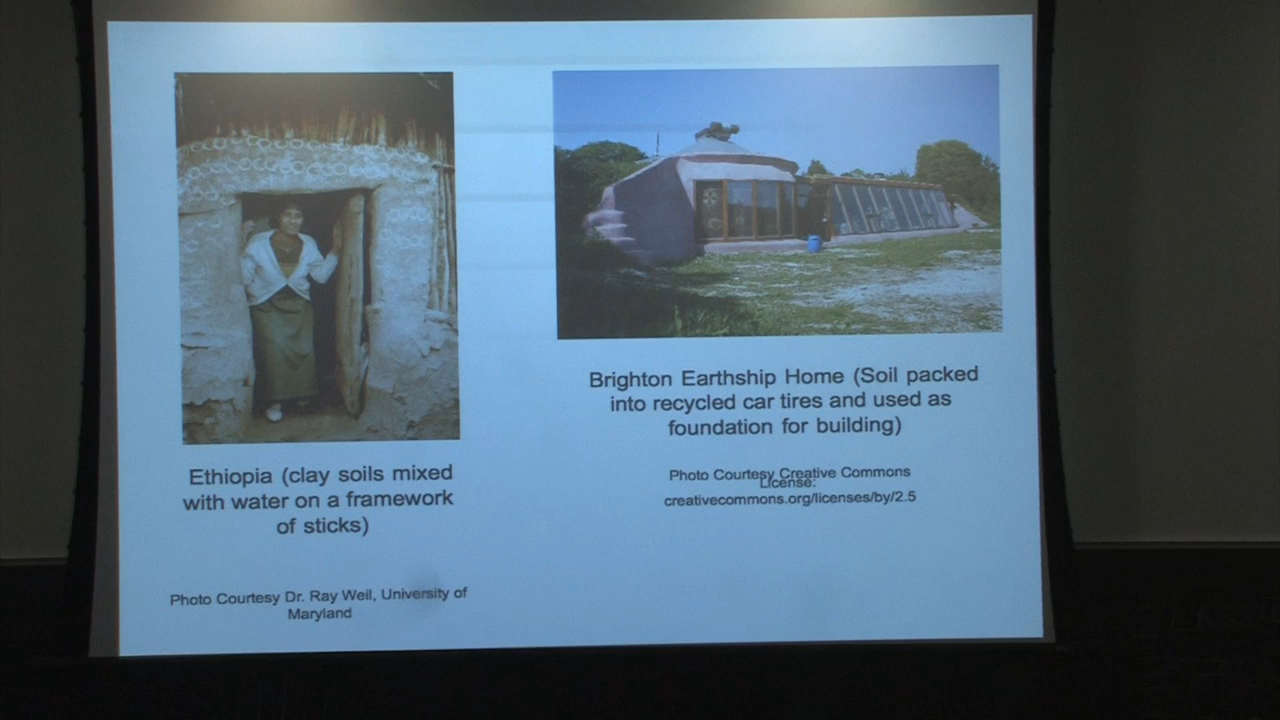 Ethiopia (clay soils mixed
with water on a framework
of sticks)
Photo Courtesy Dr. Ray Weil, University of
Maryland
Brighton Earthship Home (Soil packed
into recycled car tires and used as
foundation for building)
Photo Courtesy Creative Commons
License:
creativecommons.org/licenses/by/2.5